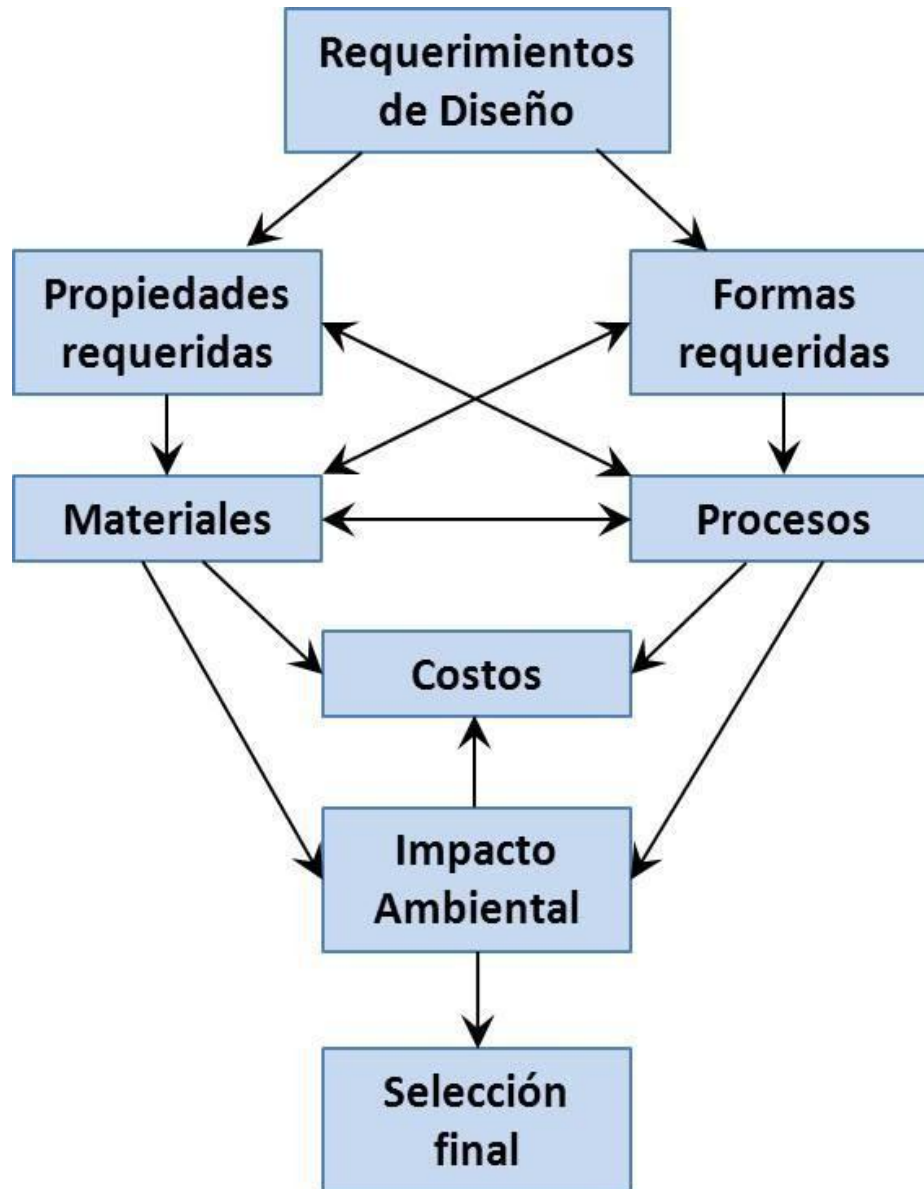 Requerimientos
de Diseño
Propiedades
requeridas
Formas
requeridas
Materiales
Procesos
Costos
Impacto
Ambiental
Selección
final